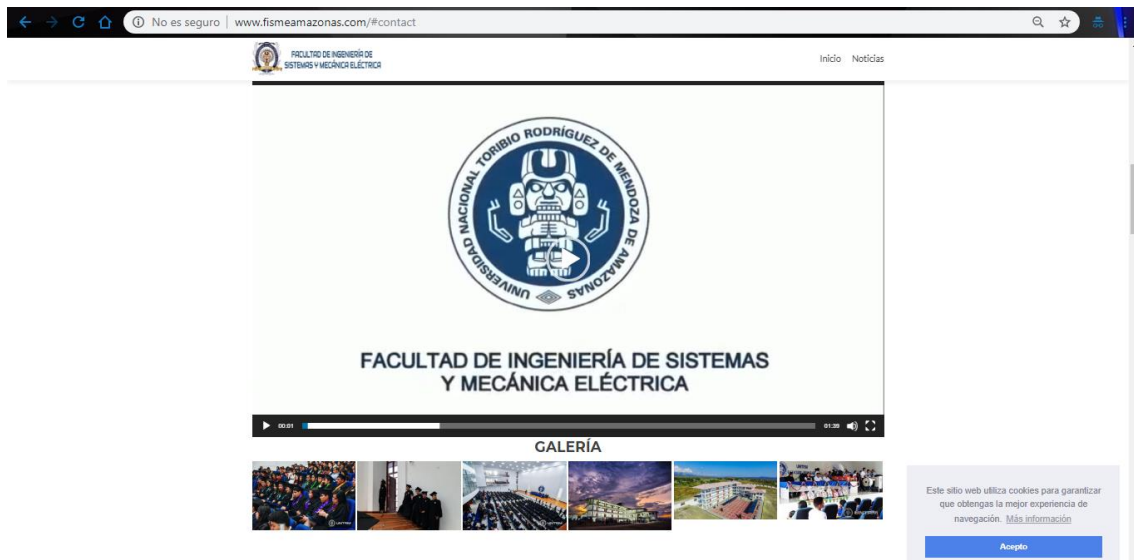 No es seguro | www.fismeamazonas.com/#contact
FACULTAD DE INGENIERÍA DE
SISTEMAS Y MECÁNICA ELÉCTRICA
Inicio Noticias
UNIVERSIDAD NACIONAL TORIBIO RODRÍGUEZ DE MENDOZA DE AMAZONAS
FACULTAD DE INGENIERÍA DE SISTEMAS
Y MECÁNICA ELÉCTRICA
00:01 01:39
GALERÍA
Este sitio web utiliza cookies para garantizar
que obtengas la mejor experiencia de
navegación. Más información
Acepto